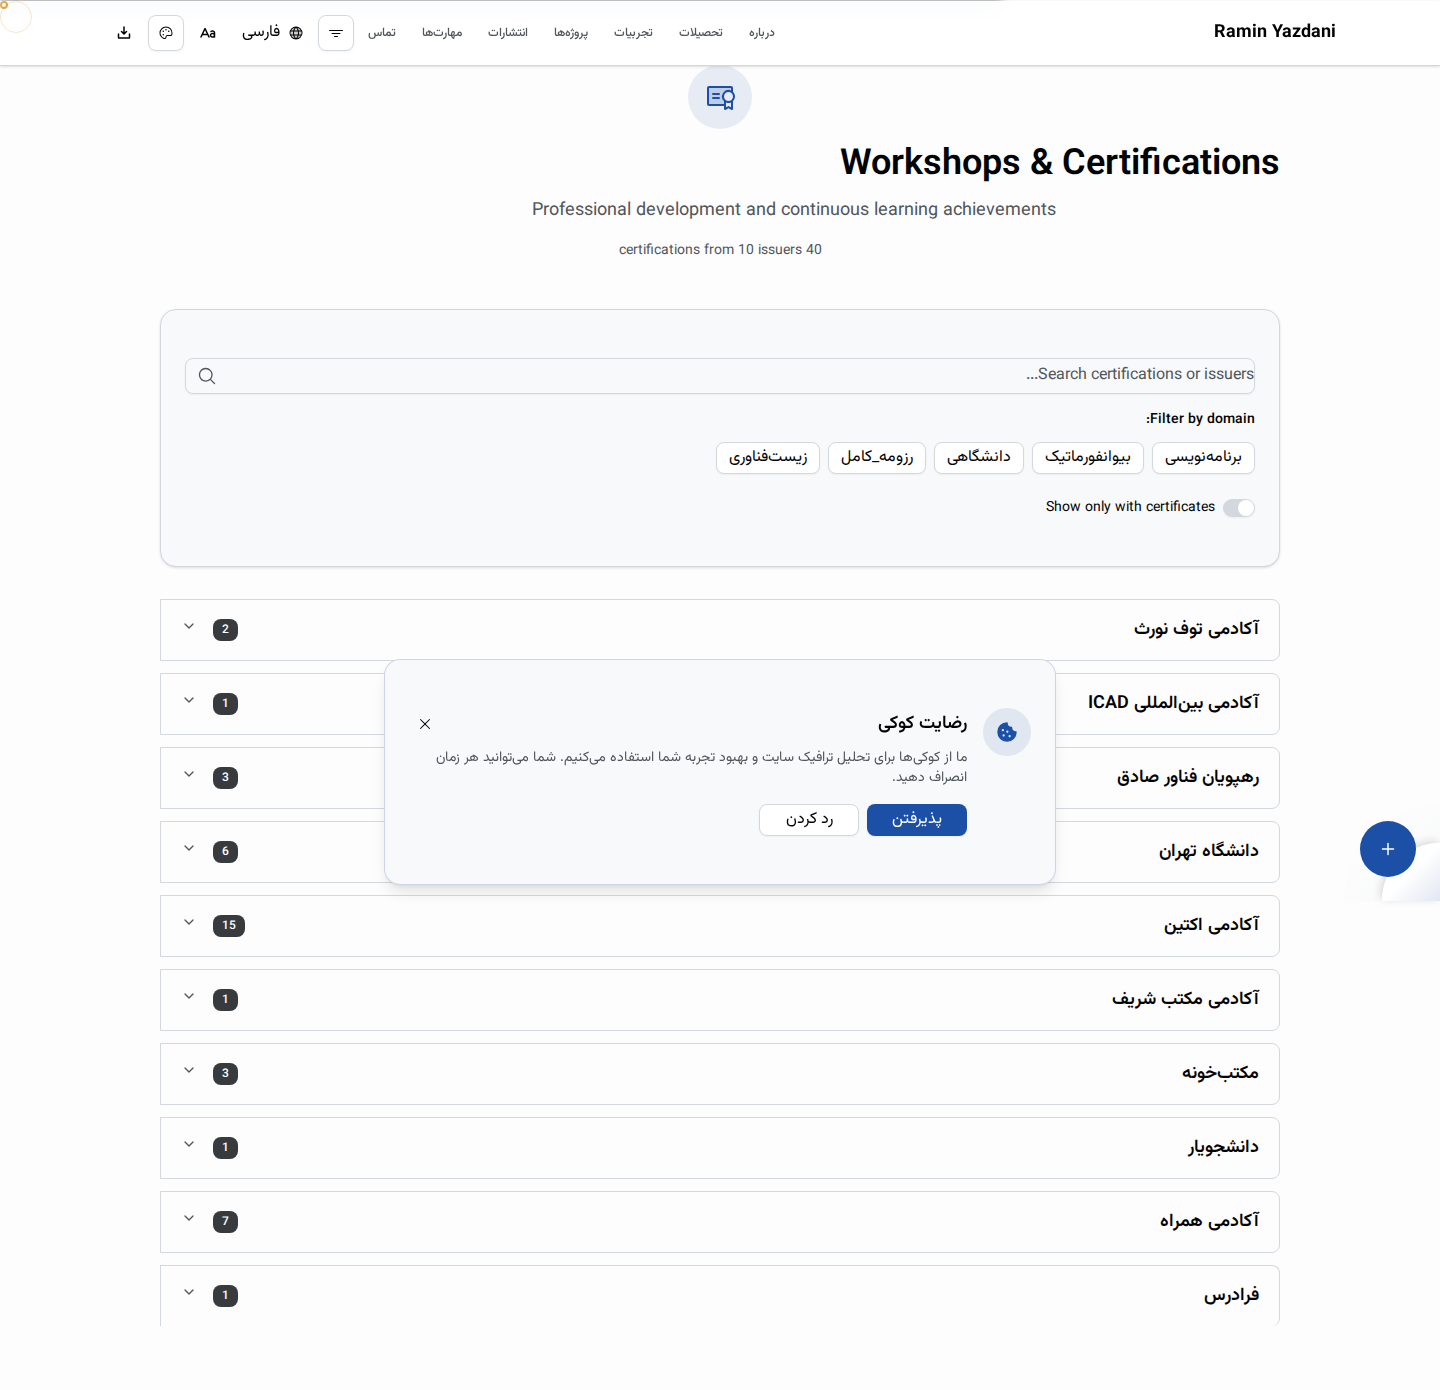 Ramin Yazdani
درباره
تحصیلات
تجربیات
پروژه‌ها
انتشارات
مهارت‌ها
تماس
فارسی
Aa
Workshops & Certifications
Professional development and continuous learning achievements
certifications from 10 issuers 40
...Search certifications or issuers
:Filter by domain
برنامه‌نویسی
بیوانفورماتیک
دانشگاهی
رزومه_کامل
زیست‌فناوری
Show only with certificates
آکادمی توف نورث
2
آکادمی بین‌المللی ICAD
1
رهپویان فناور صادق
3
دانشگاه تهران
6
رضایت کوکی
ما از کوکی‌ها برای تحلیل ترافیک سایت و بهبود تجربه شما استفاده می‌کنیم. شما می‌توانید هر زمان
انصراف دهید.
پذیرفتن
رد کردن
آکادمی اکتین
15
آکادمی مکتب شریف
1
مکتب‌خونه
3
دانشجویار
1
آکادمی همراه
7
فرادرس
1